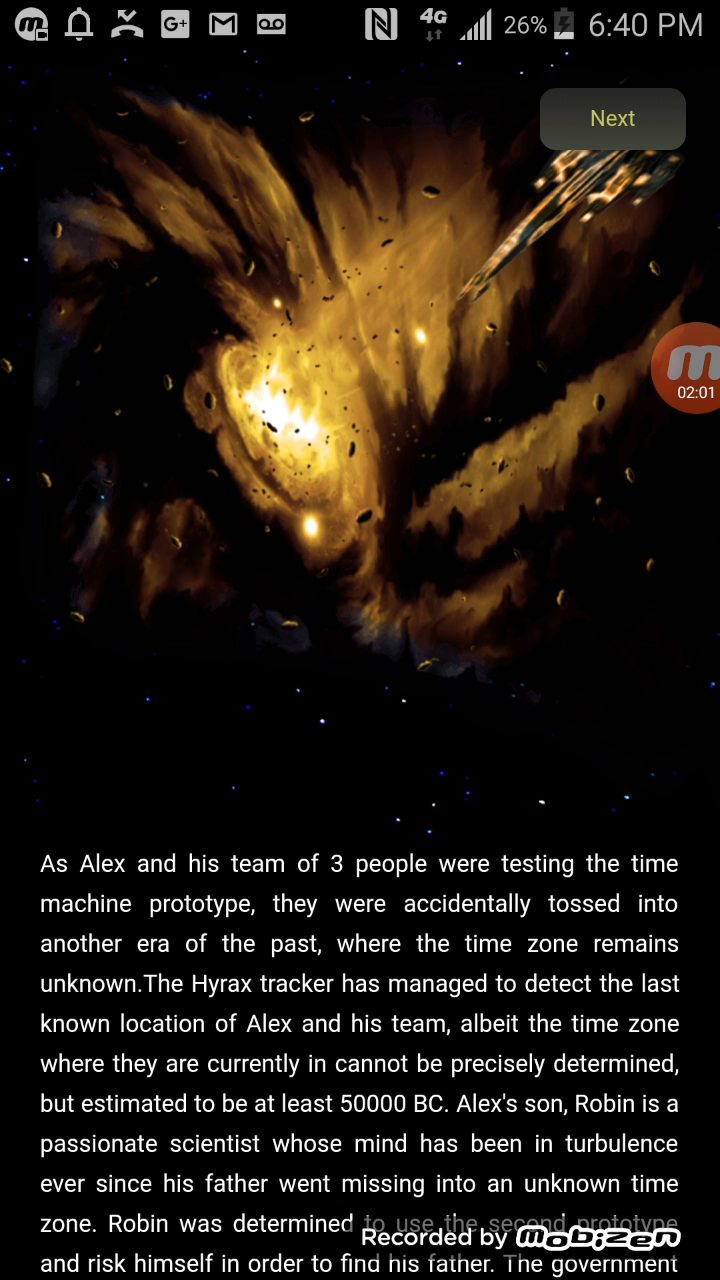 4G 26% 6:40 PM
Next
02:01
As Alex and his team of 3 people were testing the time
machine prototype, they were accidentally tossed into
another era of the past, where the time zone remains
unknown.The Hyrax tracker has managed to detect the last
known location of Alex and his team, albeit the time zone
where they are currently in cannot be precisely determined,
but estimated to be at least 50000 BC. Alex's son, Robin is a
passionate scientist whose mind has been in turbulence
ever since his father went missing into an unknown time
zone. Robin was determined to use the second prototype
Recorded by mobizen
and risk himself in order to find his father. The government